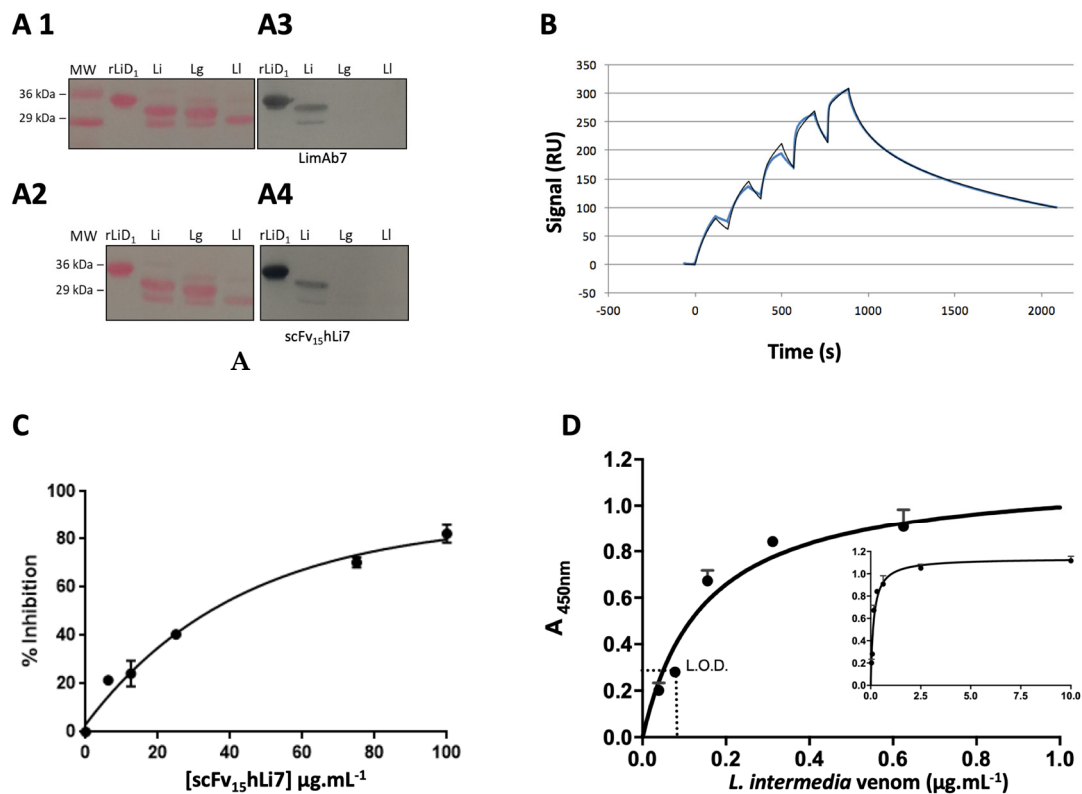 A 1
A3
MW rLiD₁ Li Lg Ll
rLiD₁ Li Lg Ll
36 kDa
29 kDa
LimAb7
A2
A4
MW rLiD₁ Li Lg Ll
rLiD₁ Li Lg Ll
36 kDa
29 kDa
scFv₁₅hLi7
A
B
350
300
250
200
150
100
50
0
-50
-500 0 500 1000 1500 2000
Signal (RU)
Time (s)
C
100
80
60
40
20
0
0 20 40 60 80 100
% Inhibition
[scFv₁₅hLi7] µg.mL⁻¹
D
1.2
1.0
0.8
0.6
0.4
0.2
0.0
0.0 0.2 0.4 0.6 0.8 1.0
A 450nm
L. intermedia venom (µg.mL⁻¹)
L.O.D.
1.2
1.0
0.8
0.6
0.4
0.2
0.0
0.0 2.5 5.0 7.5 10.0